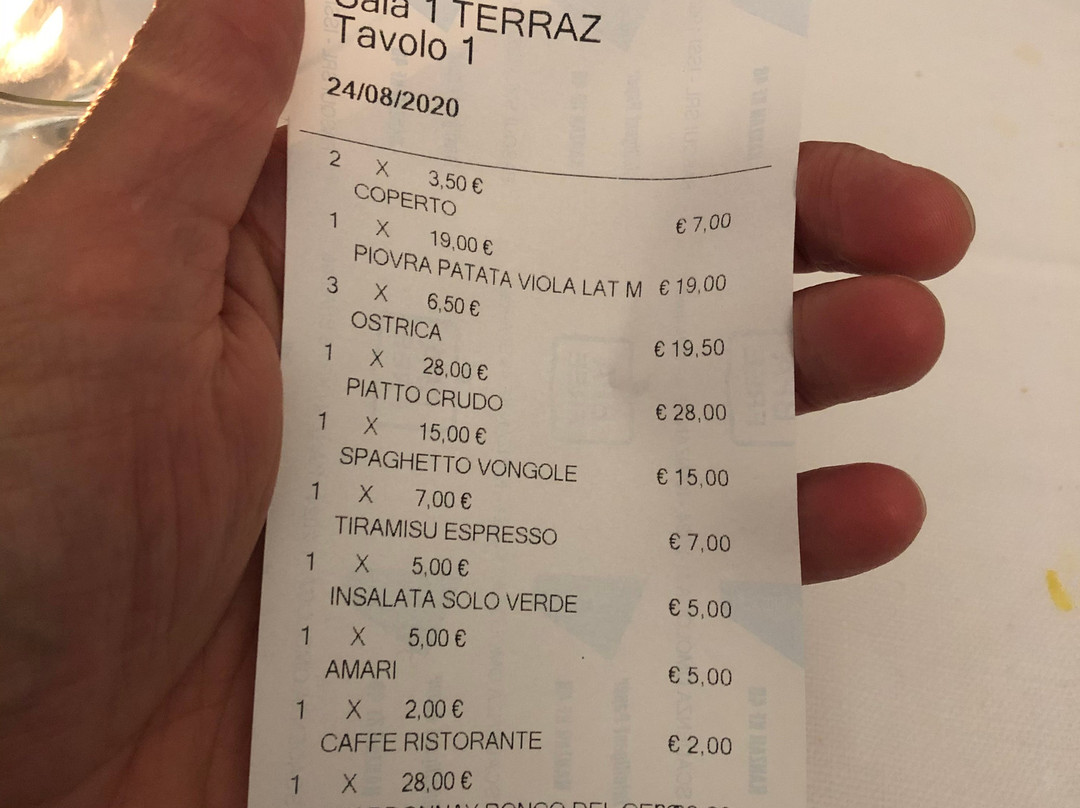 Sala 1 TERRAZ
Tavolo 1
24/08/2020
2 X 3,50 €
COPERTO € 7,00
1 X 19,00 €
PIOVRA PATATA VIOLA LAT M € 19,00
3 X 6,50 €
OSTRICA € 19,50
1 X 28,00 €
PIATTO CRUDO € 28,00
1 X 15,00 €
SPAGHETTO VONGOLE € 15,00
1 X 7,00 €
TIRAMISU ESPRESSO € 7,00
1 X 5,00 €
INSALATA SOLO VERDE € 5,00
1 X 5,00 €
AMARI € 5,00
1 X 2,00 €
CAFFE RISTORANTE € 2,00
1 X 28,00 €
RONCO DEL